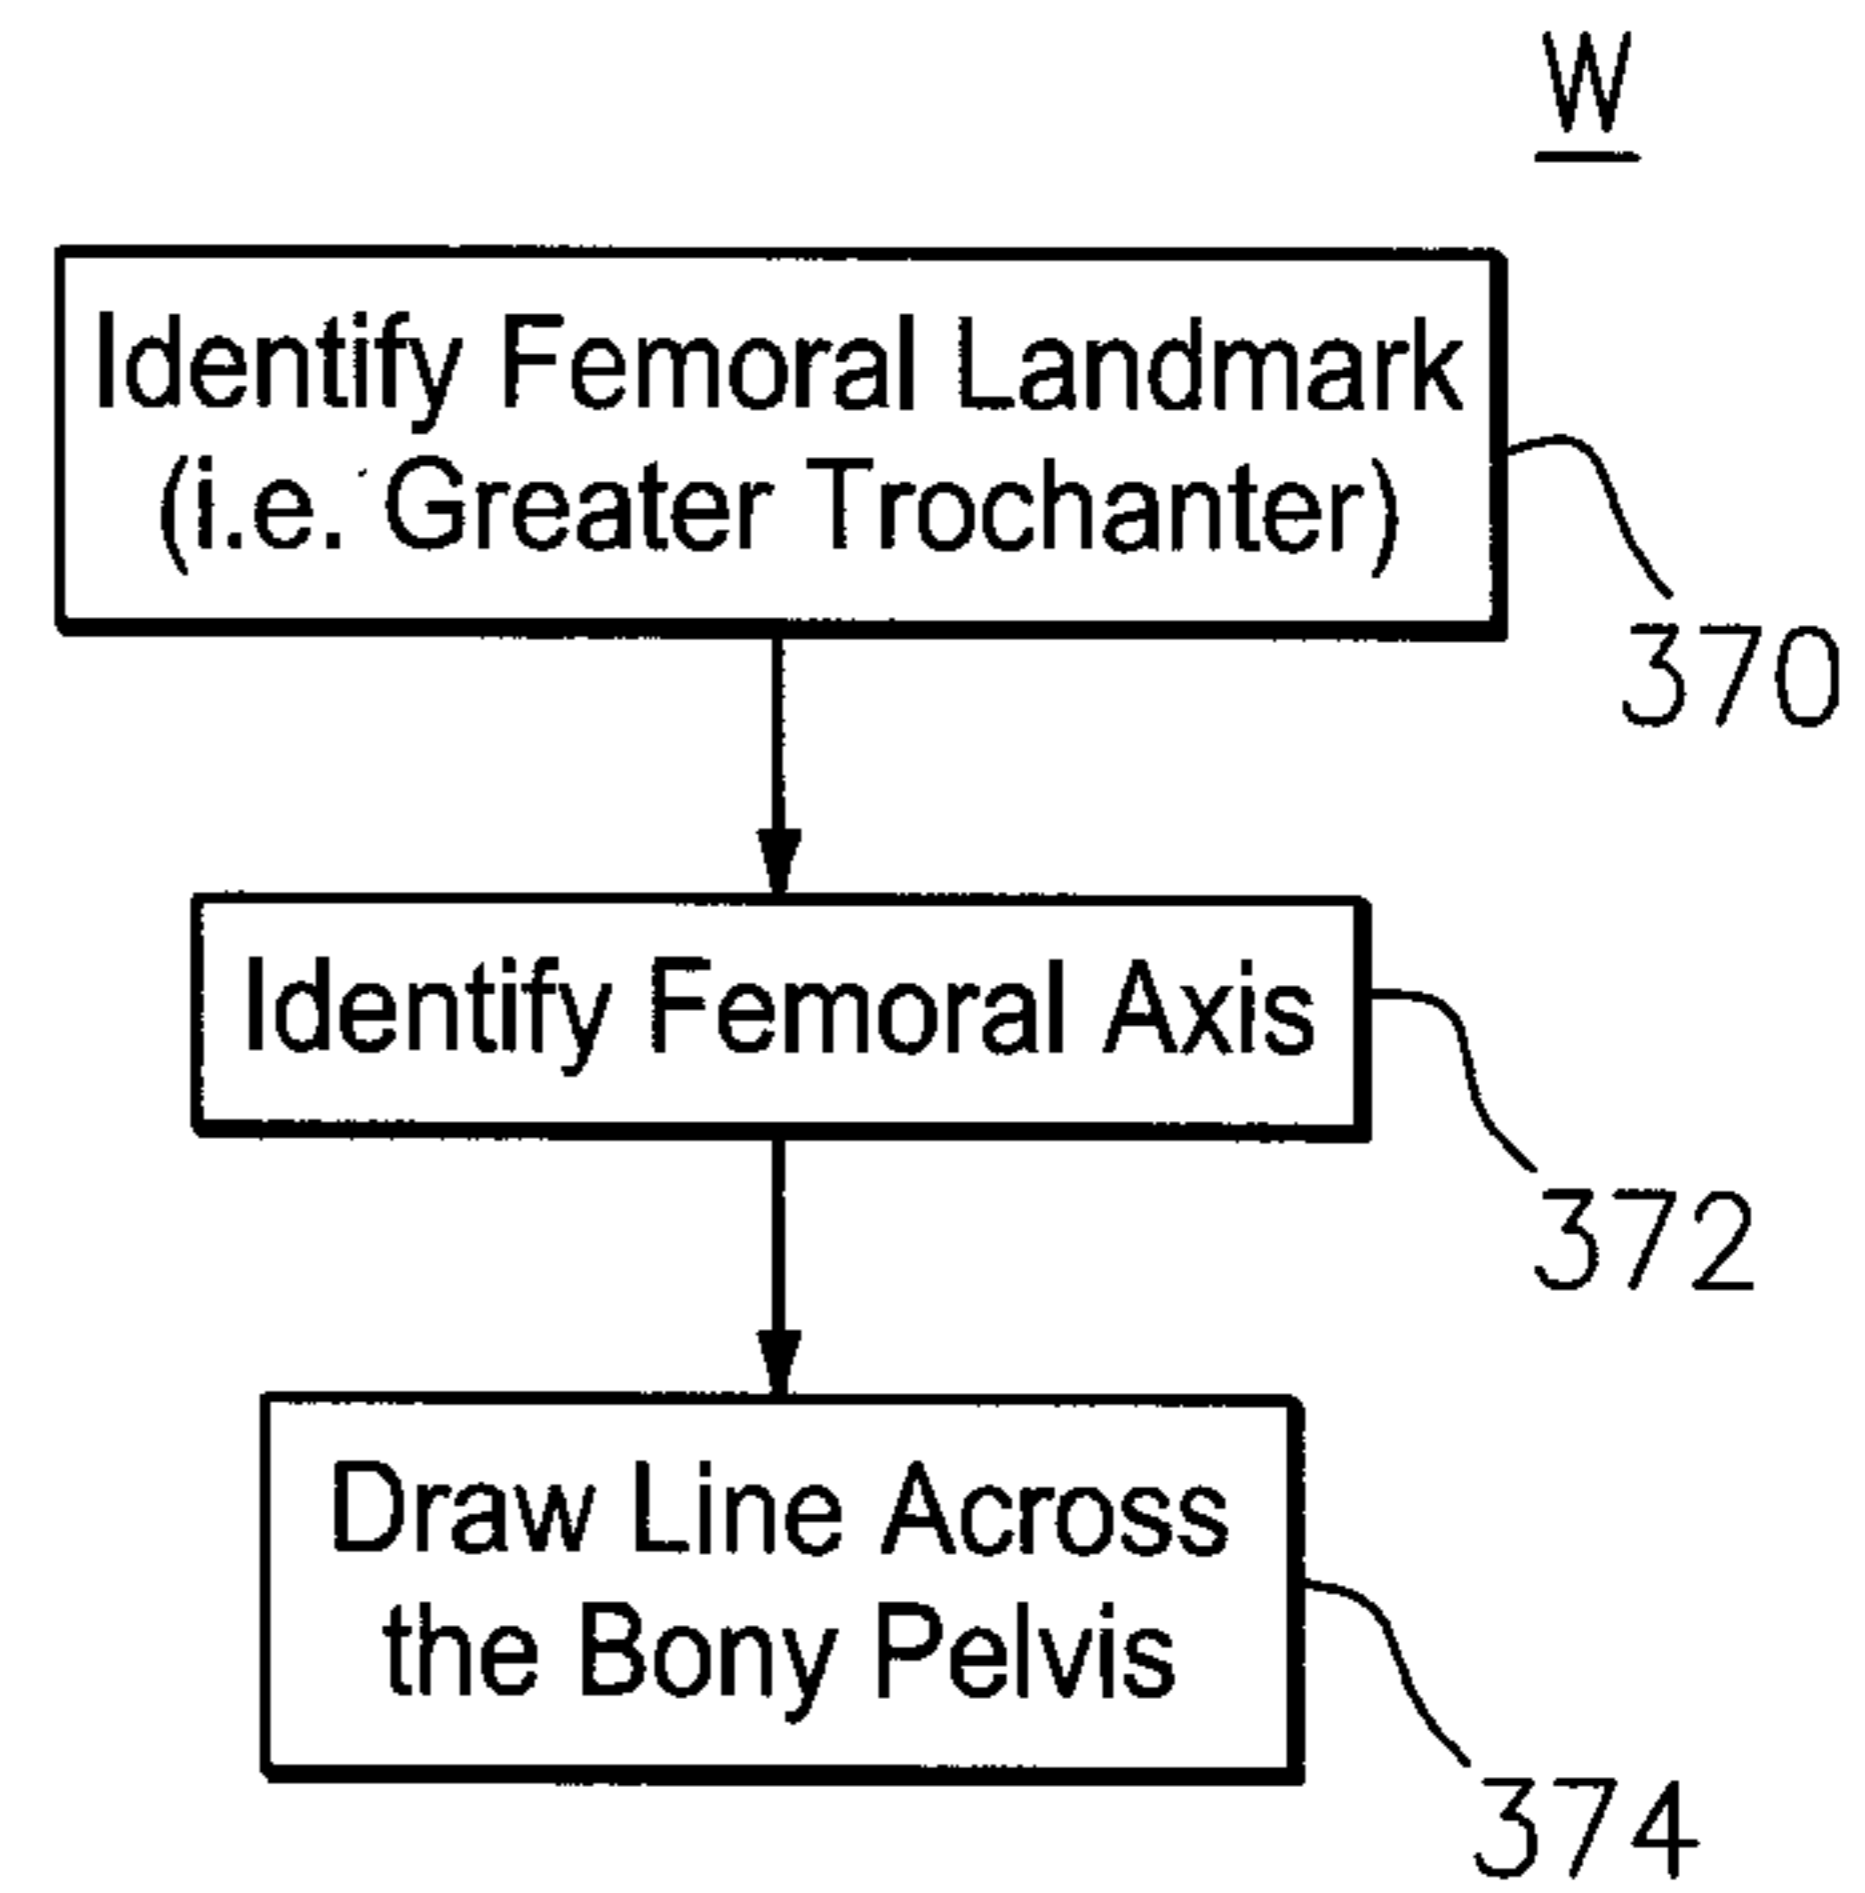 W
Identify Femoral Landmark
(i.e. Greater Trochanter)
370
Identify Femoral Axis
372
Draw Line Across
the Bony Pelvis
374